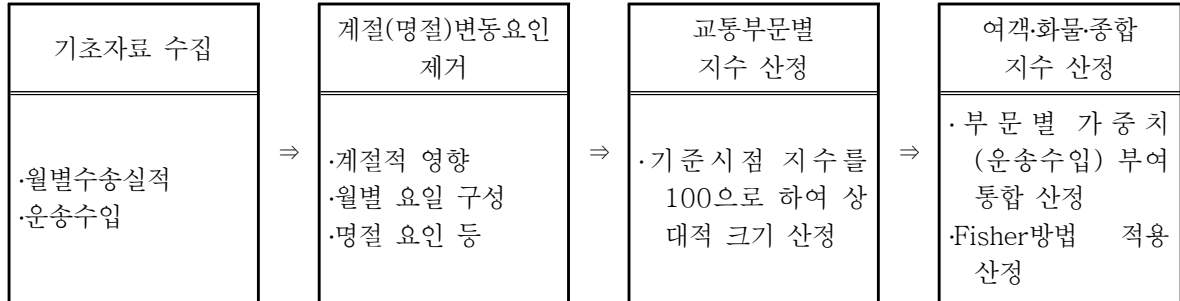 기초자료 수집
·월별수송실적
·운송수입
⇒
계절(명절)변동요인
제거
·계절적 영향
·월별 요일 구성
·명절 요인 등
⇒
교통부문별
지수 산정
·기준시점 지수를
100으로 하여 상
대적 크기 산정
⇒
여객·화물·종합
지수 산정
·부문별 가중치
(운송수입) 부여
통합 산정
·Fisher방법 적용
산정